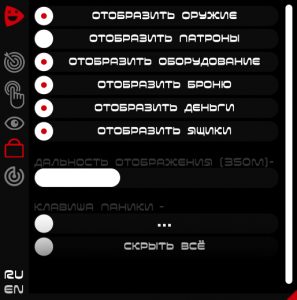 ОТОБРАЗИТЬ ОРУЖИЕ
ОТОБРАЗИТЬ ПАТРОНЫ
ОТОБРАЗИТЬ ОБОРУДОВАНИЕ
ОТОБРАЗИТЬ БРОНЮ
ОТОБРАЗИТЬ ДЕНЬГИ
ОТОБРАЗИТЬ ЯЩИКИ
ДАЛЬНОСТЬ ОТОБРАЖЕНИЯ (350М)-
КЛАВИША ПАНИКИ -
...
СКРЫТЬ ВСЁ
RU
EN